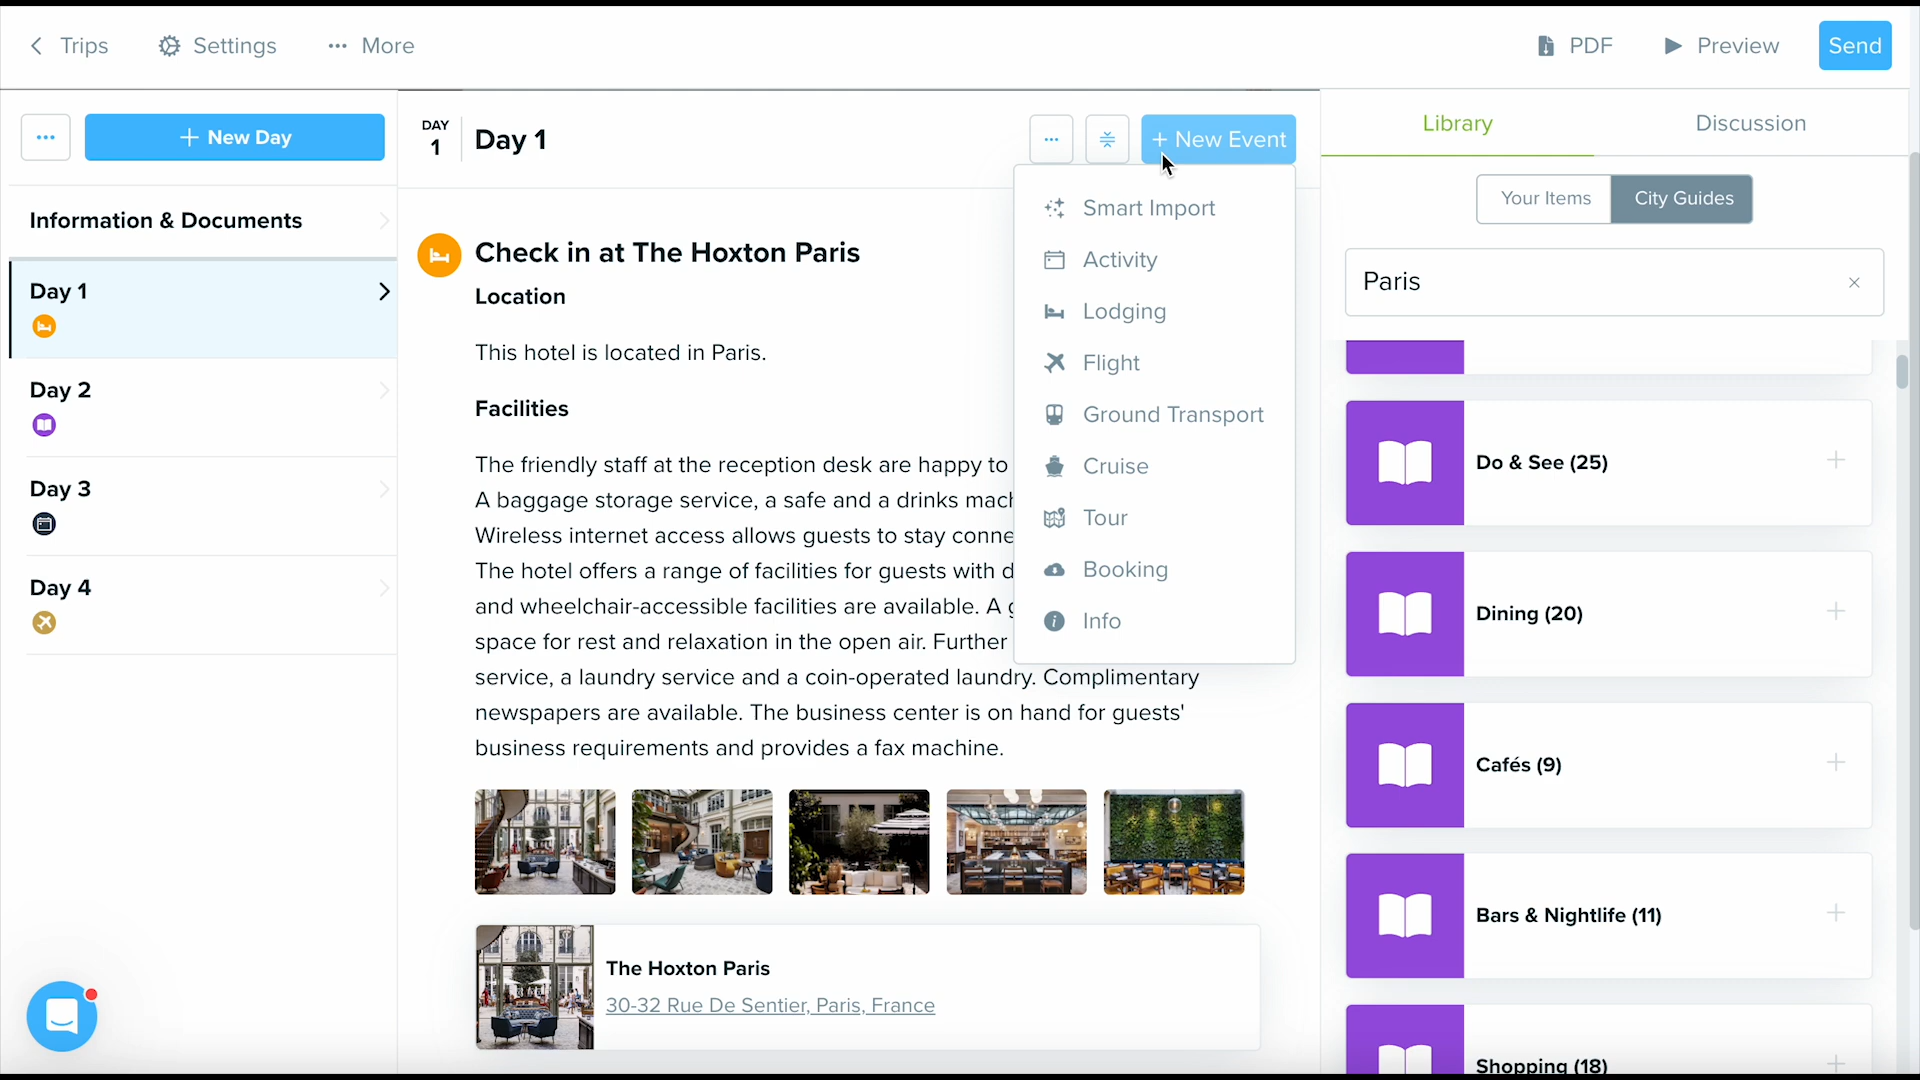 Trips
Settings
More
PDF
Preview
Send
New Day
Information & Documents
Day 1
Day 2
Day 3
Day 4
DAY
1
Day 1
+ New Event
Smart Import
Activity
Lodging
Flight
Ground Transport
Cruise
Tour
Booking
Info
Check in at The Hoxton Paris
Location
This hotel is located in Paris.
Facilities
The friendly staff at the reception desk are happy to
A baggage storage service, a safe and a drinks
Wireless internet access allows guests to stay
The hotel offers a range of facilities for guests with
and wheelchair-accessible facilities are available. A
space for rest and relaxation in the open air. Further
service, a laundry service and a coin-operated laundry. Complimentary
newspapers are available. The business center is on hand for guests'
business requirements and provides a fax machine.
The Hoxton Paris
30-32 Rue De Sentier, Paris, France
Library
Discussion
Your Items
City Guides
Paris
Do & See (25)
Dining (20)
Cafés (9)
Bars & Nightlife (11)
Shopping (18)